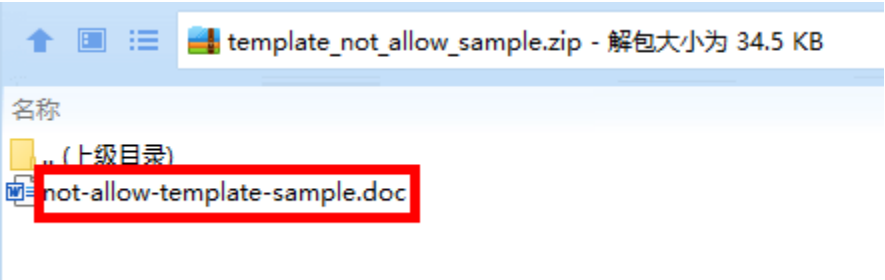 template_not_allow_sample.zip - 解包大小为 34.5 KB
名称
.. (上级目录)
not-allow-template-sample.doc